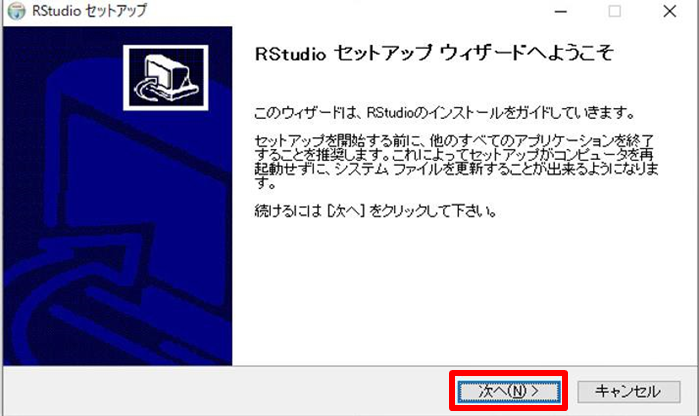 RStudio セットアップ
RStudio セットアップ ウィザードへようこそ
このウィザードは、RStudioのインストールをガイドしていきます。
セットアップを開始する前に、他のすべてのアプリケーションを終了
することを推奨します。これによってセットアップがコンピュータを再
起動せずに、システム ファイルを更新することが出来るようになりま
す。
続けるには [次へ] をクリックして下さい。
次へ(N) >
キャンセル